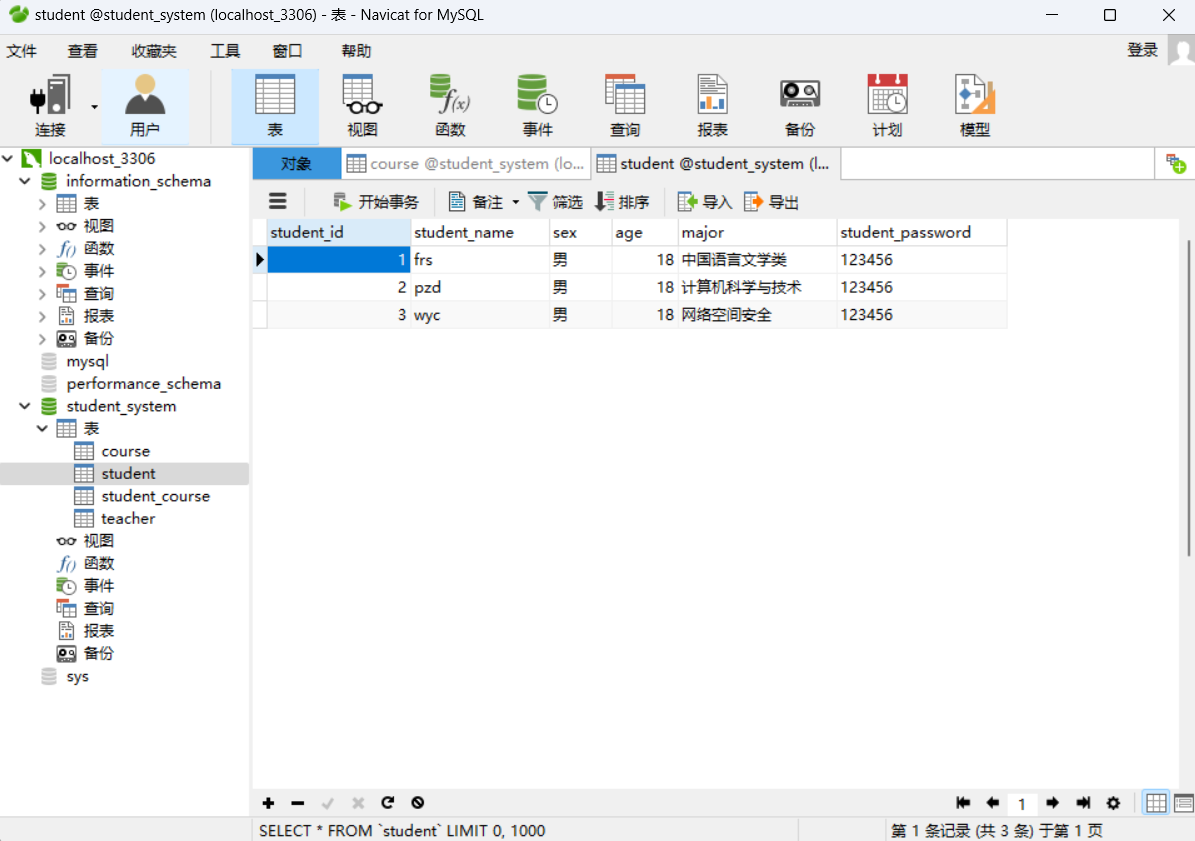 student @student_system (localhost_3306) - 表 - Navicat for MySQL
文件 查看 收藏夹 工具 窗口 帮助 登录
连接 用户 表 视图 函数 事件 查询 报表 备份 计划 模型
localhost_3306
information_schema
表
视图
函数
事件
查询
报表
备份
mysql
performance_schema
student_system
表
course
student
student_course
teacher
视图
函数
事件
查询
报表
备份
sys
对象 course @student_system (lo... student @student_system (l...
开始事务 备注 筛选 排序 导入 导出
student_id student_name sex age major student_password
1 frs 男 18 中国语言文学类 123456
2 pzd 男 18 计算机科学与技术 123456
3 wyc 男 18 网络空间安全 123456
1
SELECT * FROM `student` LIMIT 0, 1000 第 1 条记录 (共 3 条) 于第 1 页